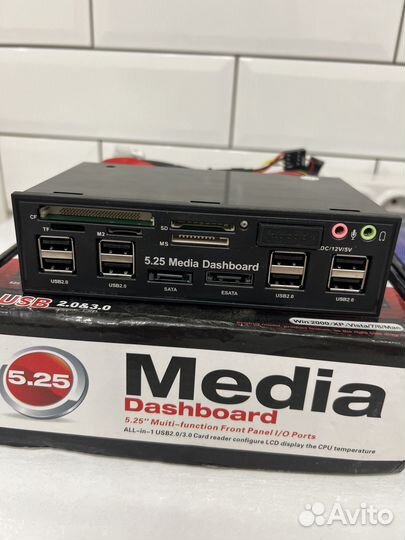 CF
SD
TF
M2
MS
DC/12V/5V
5.25 Media Dashboard
USB2.0
USB2.0
SATA
ESATA
USB2.0
USB2.0
USB 2.0&3.0
Win 2000/XP/Vista/7/8/Mac
5.25
Media
Dashboard
5.25" Multi-function Front Panel I/O Ports
ALL-in-1 USB2.0/3.0 Card reader configure LCD display the CPU temperature
Avito